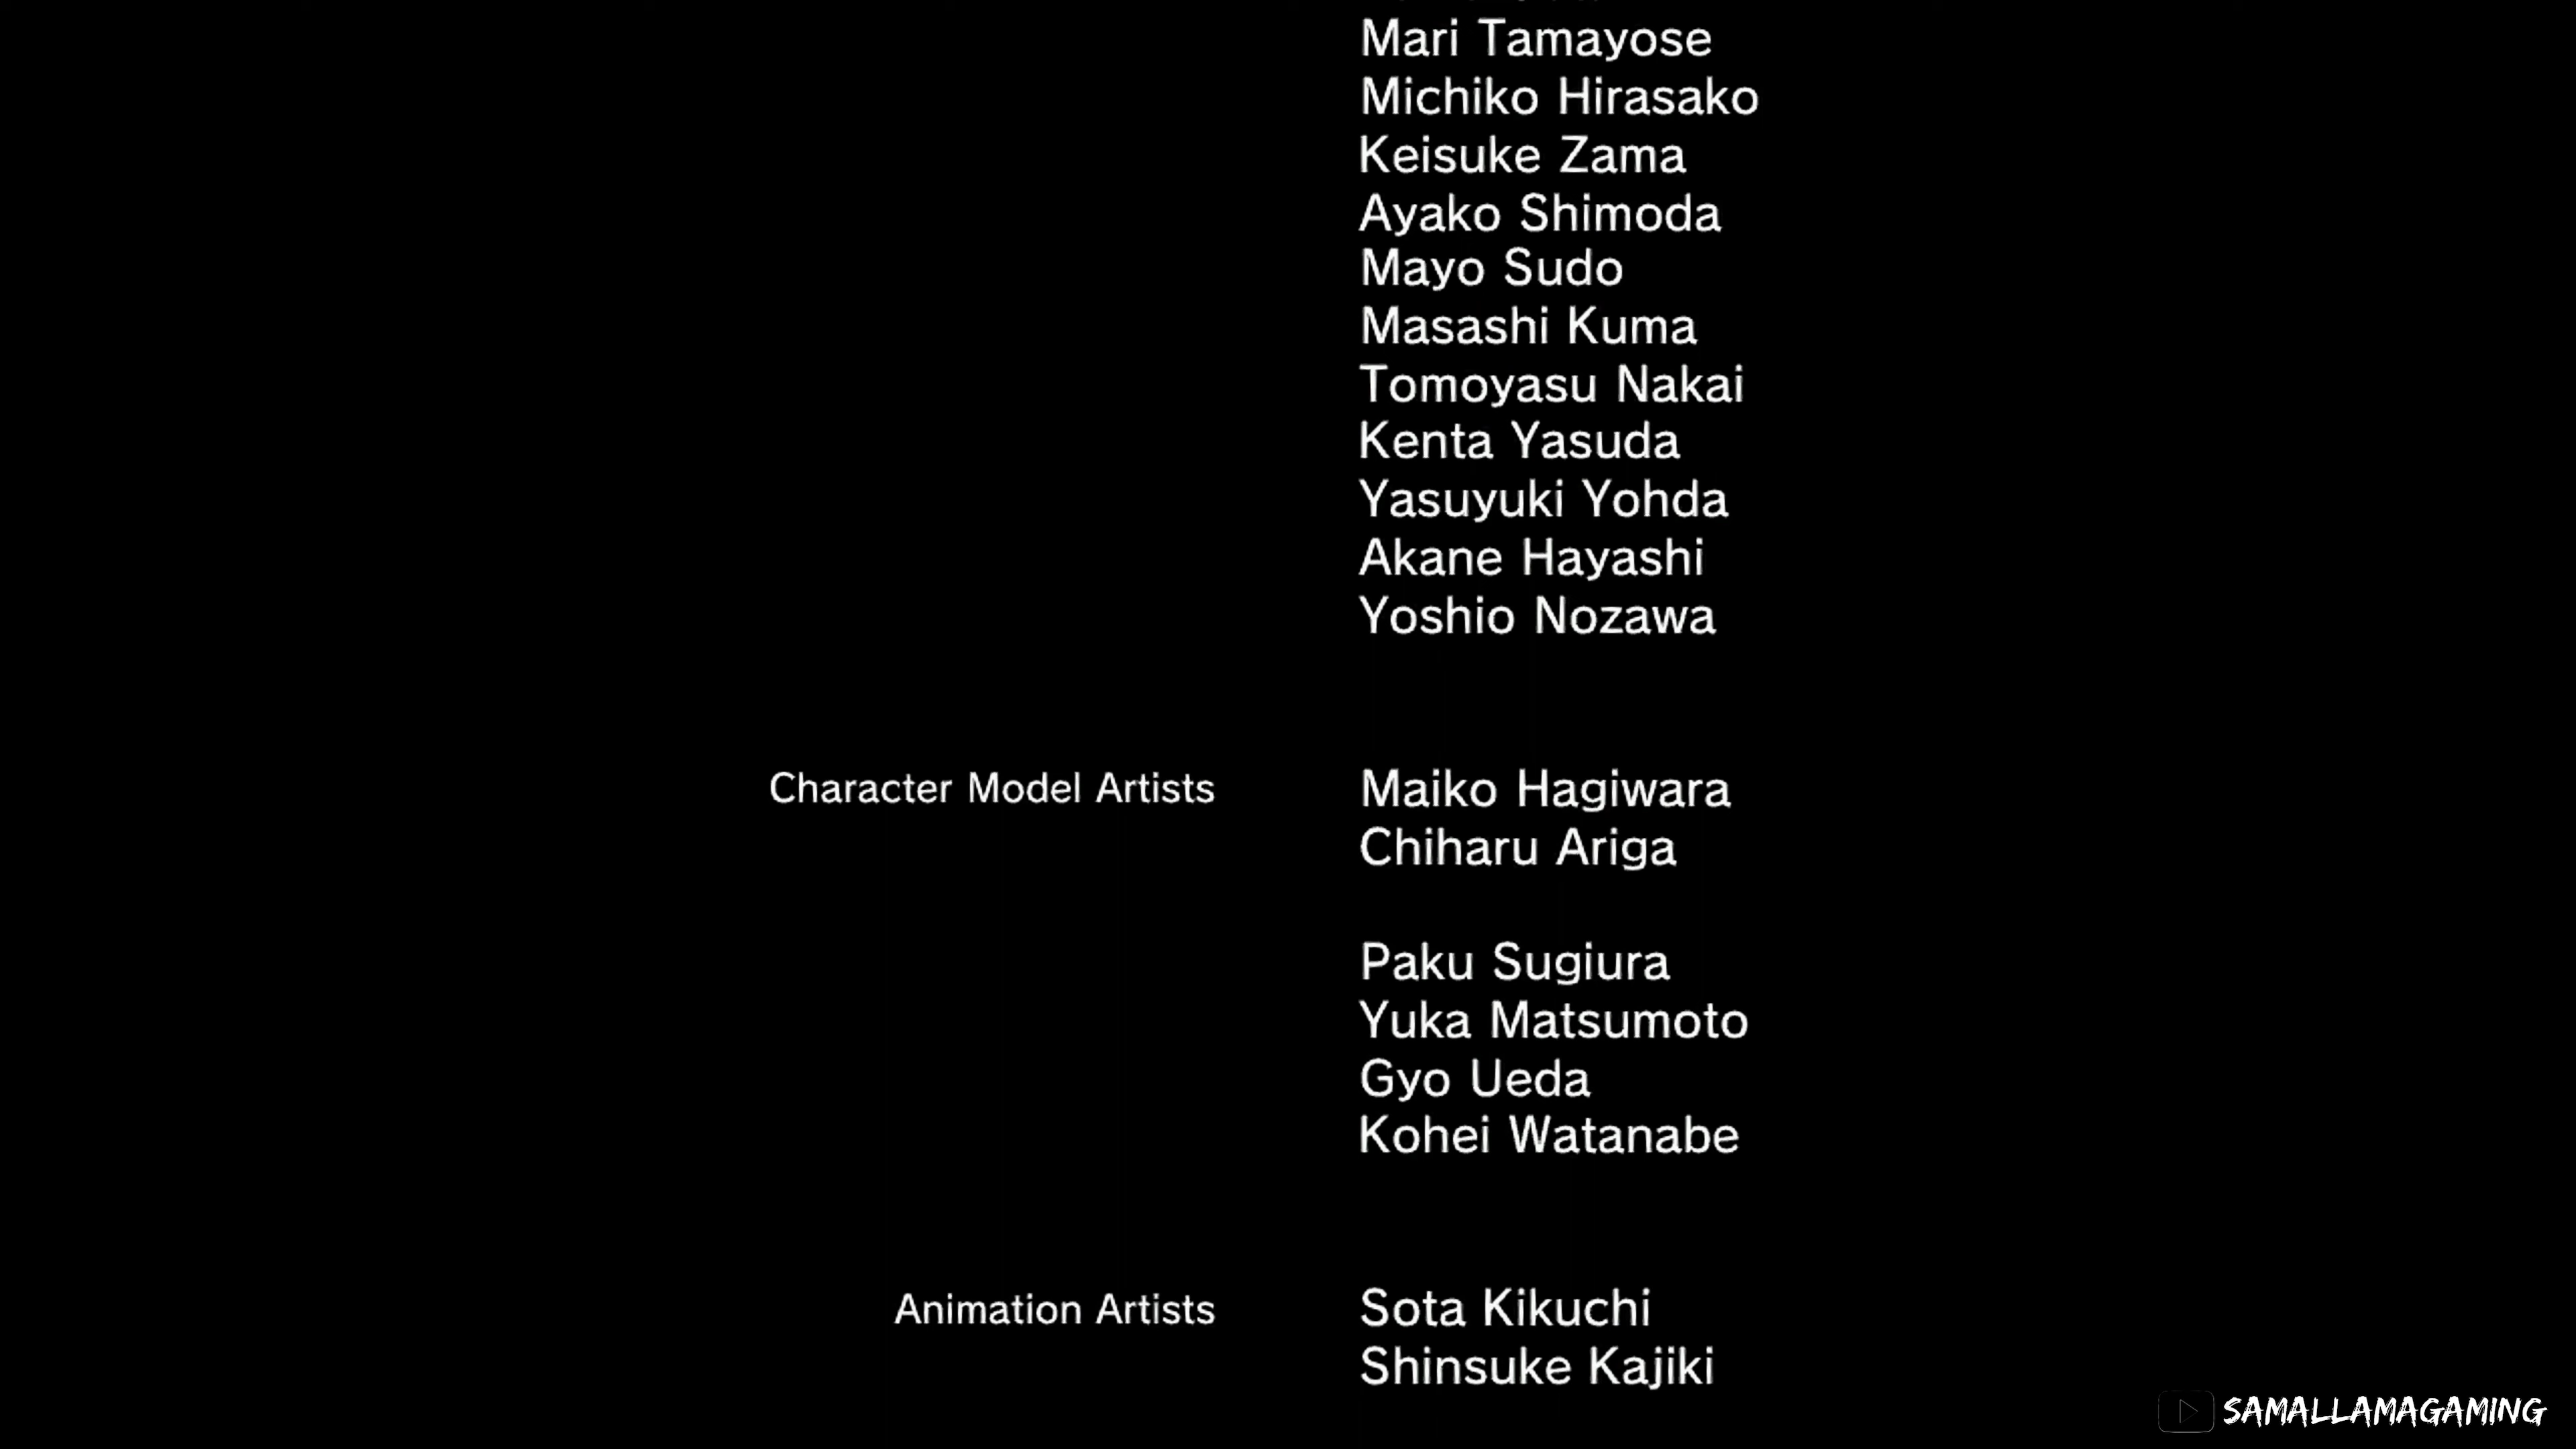 Mari Tamayose
Michiko Hirasako
Keisuke Zama
Ayako Shimoda
Mayo Sudo
Masashi Kuma
Tomoyasu Nakai
Kenta Yasuda
Yasuyuki Yohda
Akane Hayashi
Yoshio Nozawa
Character Model Artists Maiko Hagiwara
Chiharu Ariga
Paku Sugiura
Yuka Matsumoto
Gyo Ueda
Kohei Watanabe
Animation Artists Sota Kikuchi
Shinsuke Kajiki
SAMALLAMAGAMING